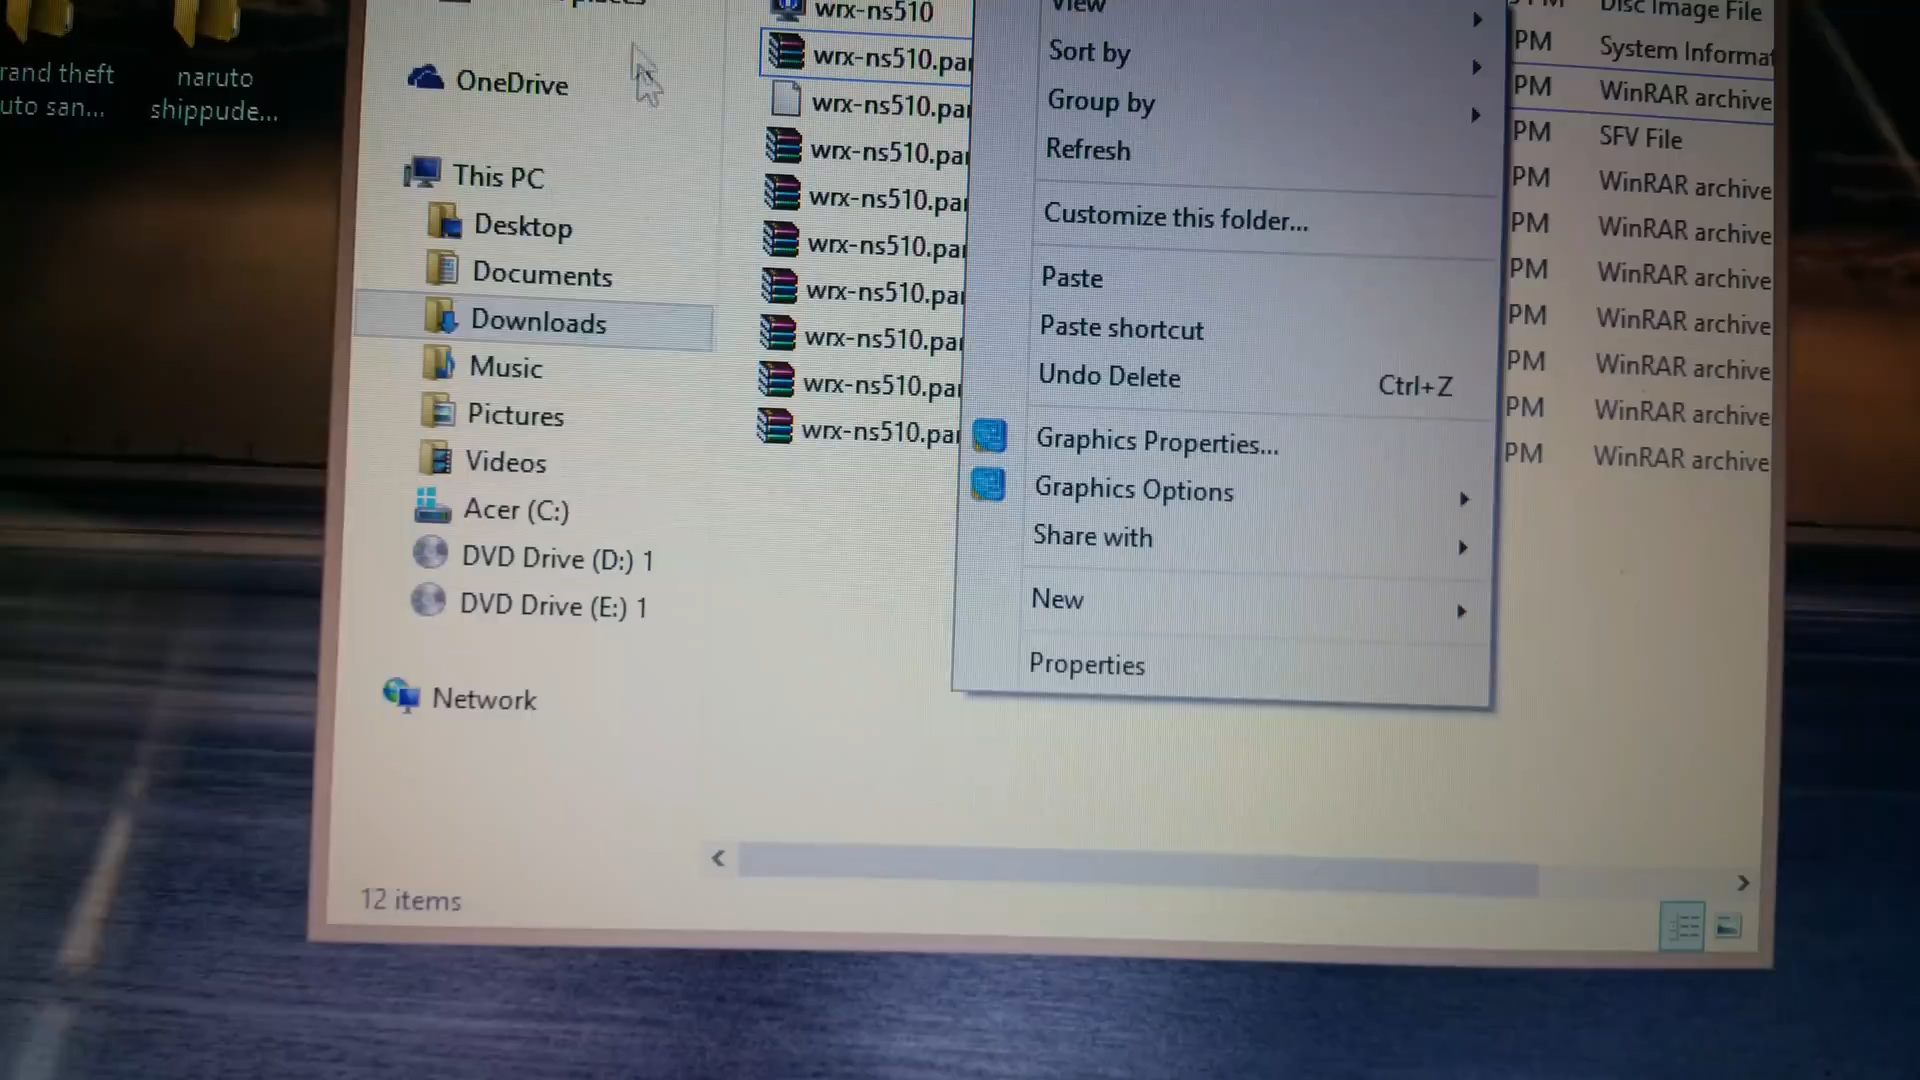 rand theft
uto san...
naruto
shippude...
OneDrive
This PC
Desktop
Documents
Downloads
Music
Pictures
Videos
Acer (C:)
DVD Drive (D:) 1
DVD Drive (E:) 1
Network
12 items
wrx-ns510
wrx-ns510.par
wrx-ns510.par
wrx-ns510.par
wrx-ns510.par
wrx-ns510.par
wrx-ns510.par
wrx-ns510.par
wrx-ns510.par
wrx-ns510.par
View
Sort by
Group by
Refresh
Customize this folder...
Paste
Paste shortcut
Undo Delete Ctrl+Z
Graphics Properties...
Graphics Options
Share with
New
Properties
PM Disc Image File
PM System Informat
PM WinRAR archive
PM SFV File
PM WinRAR archive
PM WinRAR archive
PM WinRAR archive
PM WinRAR archive
PM WinRAR archive
PM WinRAR archive
PM WinRAR archive